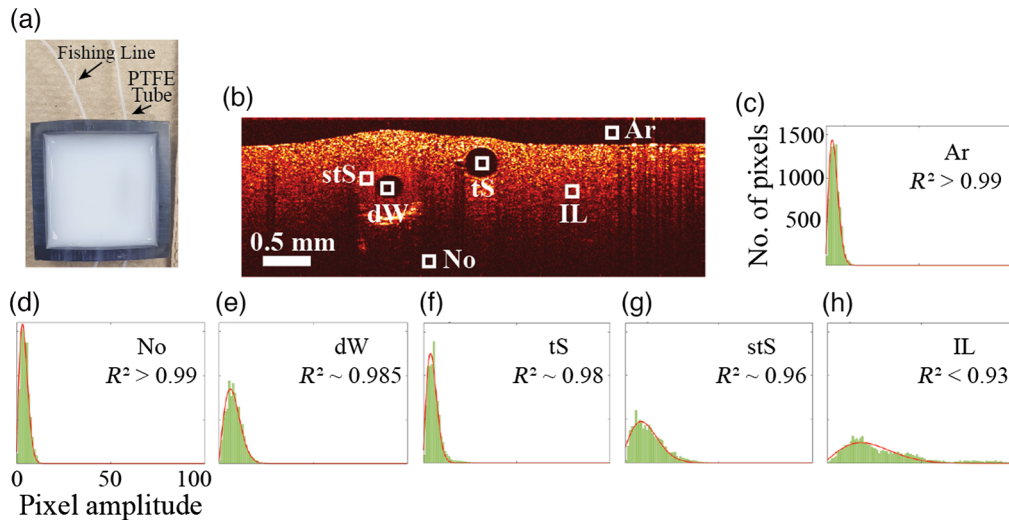 (a)
Fishing Line
PTFE
Tube
(b)
Ar
stS
tS
dW
IL
0.5 mm
No
(c)
1500
1000
500
No. of pixels
Ar
R² > 0.99
(d)
No
R² > 0.99
0
50
100
Pixel amplitude
(e)
dW
R² ~ 0.985
(f)
tS
R² ~ 0.98
(g)
stS
R² ~ 0.96
(h)
IL
R² < 0.93